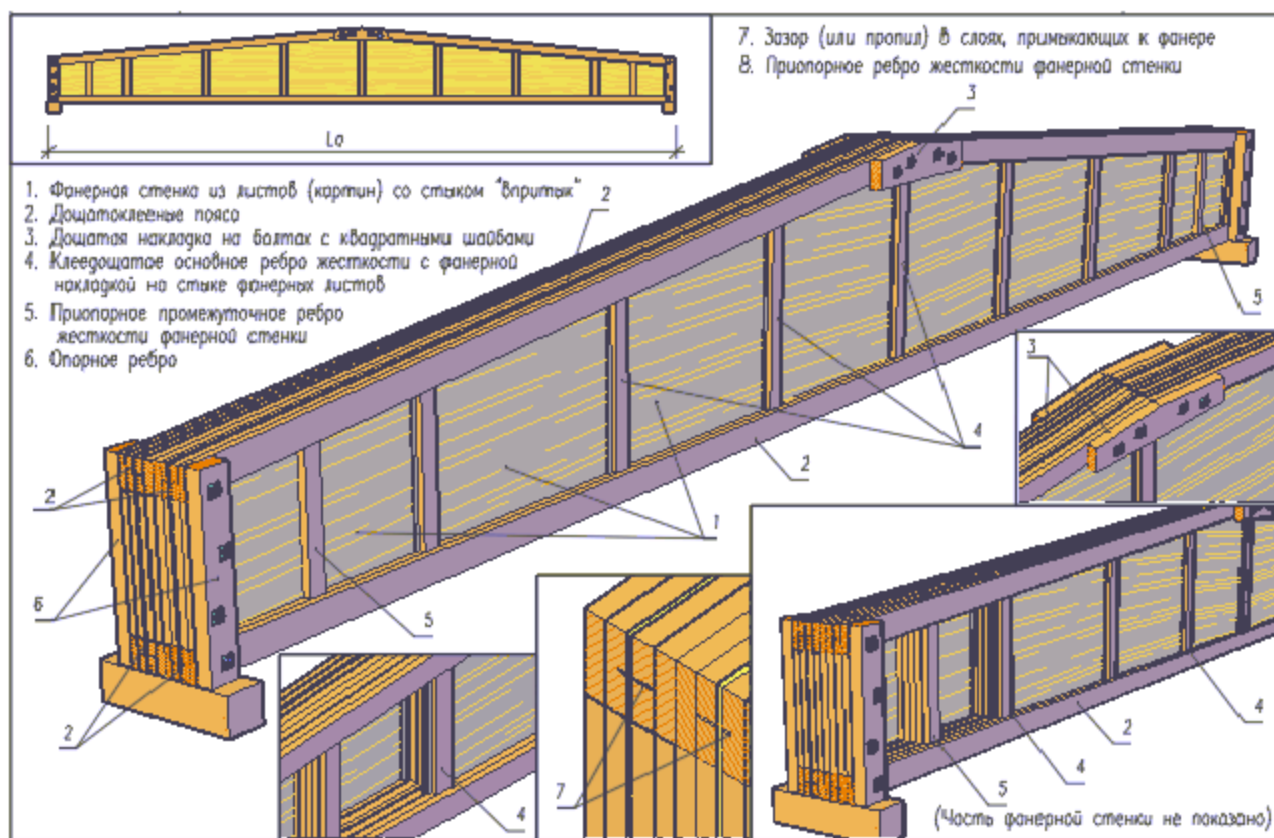 7. Зазор (или пропил) в слоях, примыкающих к фанере
8. Приопорное ребро жесткости фанерной стенки
Lо
3
1. Фанерная стенка из листов (картин) со стыком "впритык"
2. Дощатоклееные пояса
3. Дощатая накладка на болтах с квадратными шайбами
4. Клеедощатое основное ребро жесткости с фанерной
накладкой на стыке фанерных листов
5. Приопорное промежуточное ребро
жесткости фанерной стенки
6. Опорное ребро
2
5
3
4
2
2
1
6
5
2
4
7
4
2
4
5
(Часть фанерной стенки не показано)